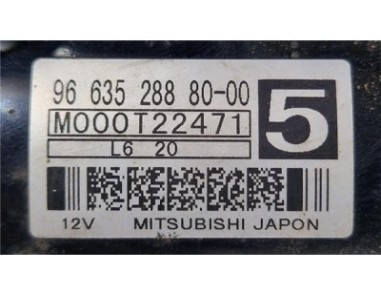 96 635 288 80-00
5
M000T22471
L6 20
12V MITSUBISHI JAPON